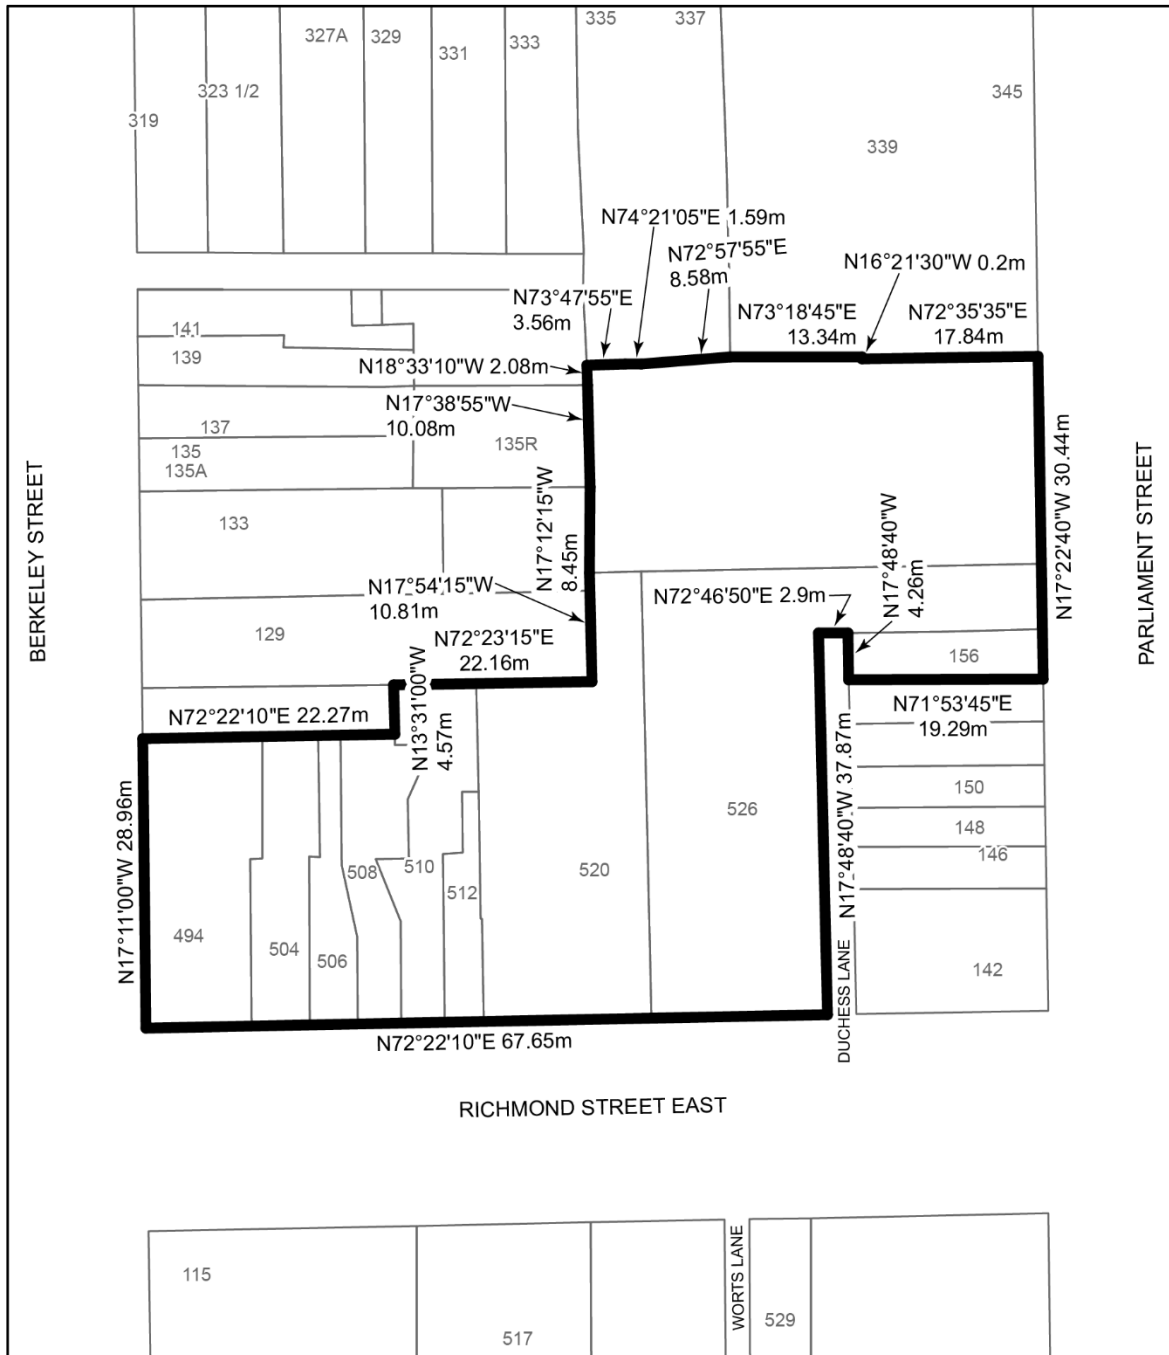 335
337
327A
329
333
331
323 1/2
345
319
339
N74°21'05"E 1.59m
N72°57'55"E
8.58m
N16°21'30"W 0.2m
N73°47'55"E
3.56m
N73°18'45"E
13.34m
N72°35'35"E
17.84m
141
139
N18°33'10"W 2.08m
N17°38'55"W
10.08m
137
135
135A
135R
BERKELEY STREET
PARLIAMENT STREET
N17°22'40"W 30.44m
133
N17°12'15"W
8.45m
N17°48'40"W
4.26m
N17°54'15"W
10.81m
N72°46'50"E 2.9m
129
N72°23'15"E
22.16m
156
N72°22'10"E 22.27m
N13°31'00"W
4.57m
N71°53'45"E
19.29m
N17°11'00"W 28.96m
N17°48'40"W 37.87m
150
148
146
526
520
508
510
512
494
504
506
142
DUCHESS LANE
N72°22'10"E 67.65m
RICHMOND STREET EAST
115
WORTS LANE
529
517